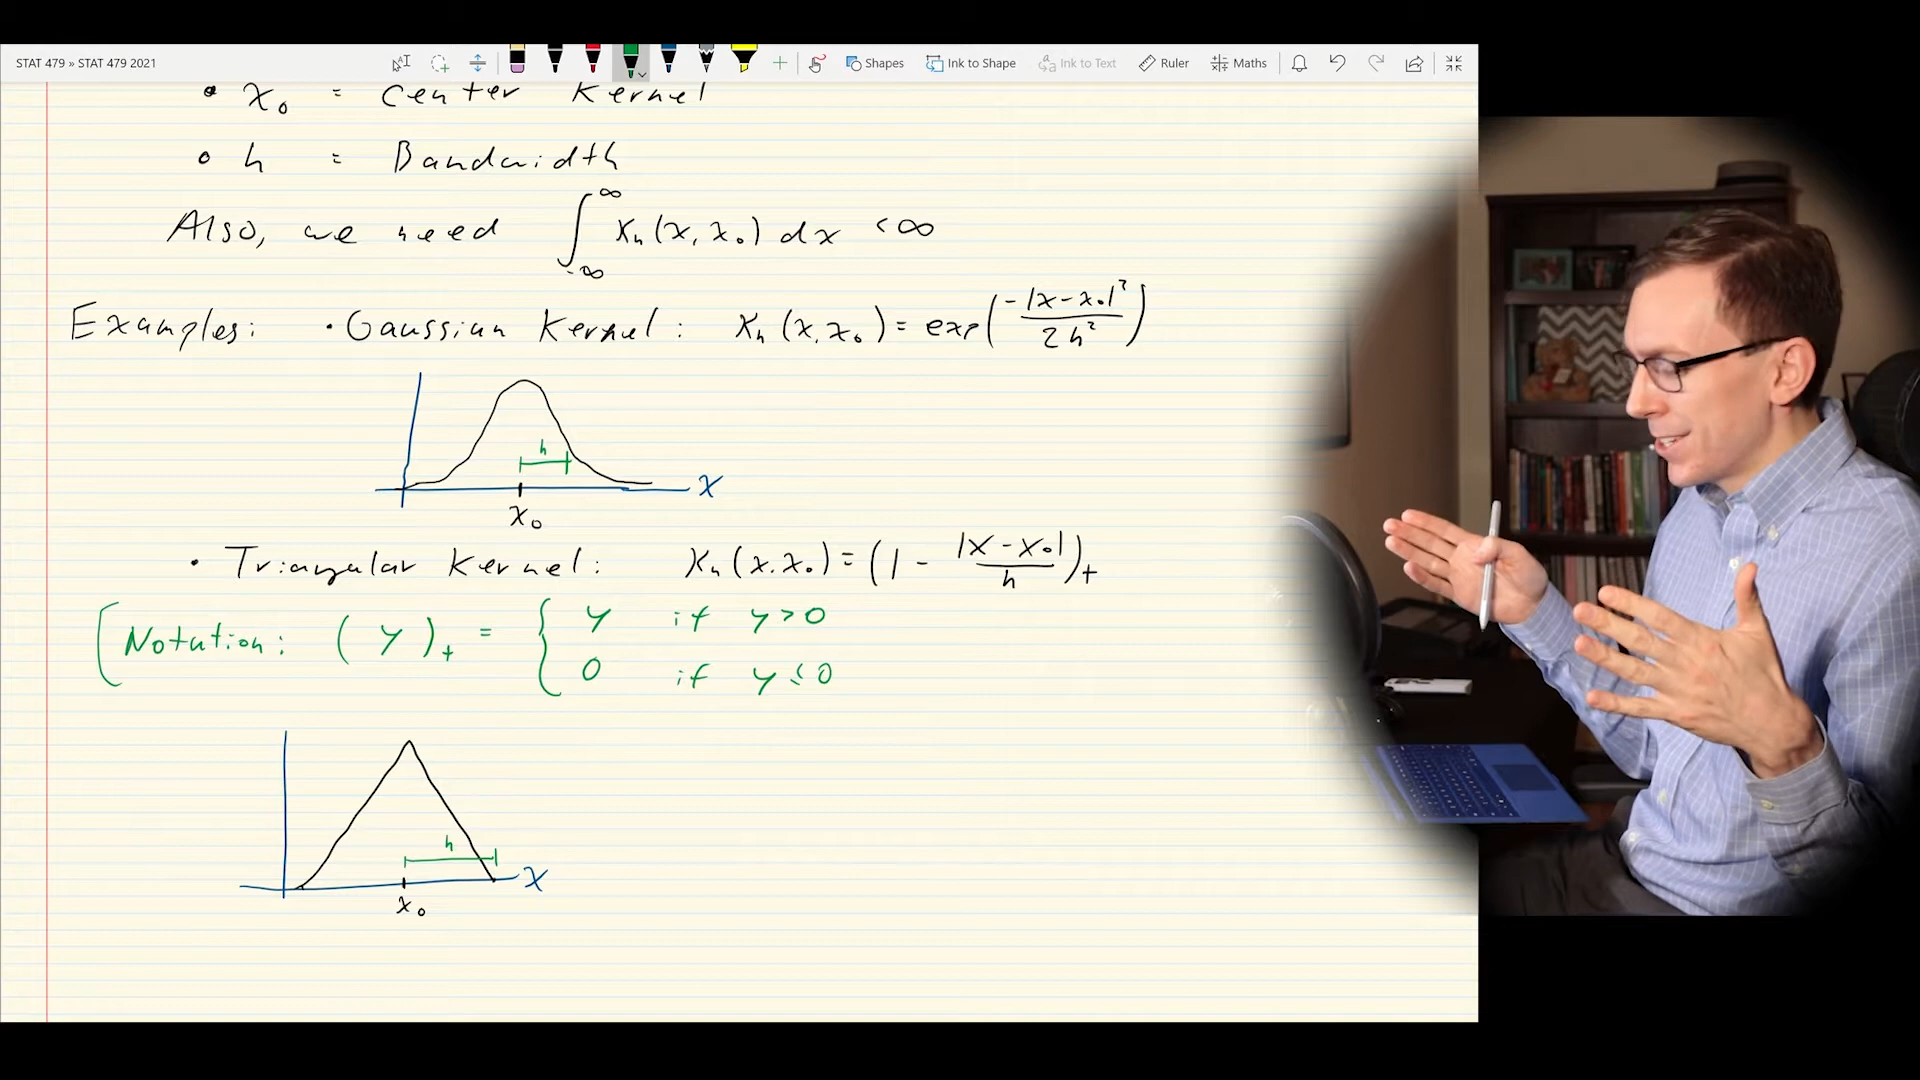 STAT 479 » STAT 479 2021
Shapes Ink to Shape Ink to Text Ruler Maths
• x₀ = Center Kernel
• h = Bandwidth
Also, we need ∫_{-∞}^{∞} K_h(x, x₀) dx < ∞
Examples: • Gaussian Kernel: K_h(x, x₀) = exp(-|x - x₀|² / 2h²)
h
x
x₀
• Triangular Kernel: K_h(x, x₀) = (1 - |x - x₀| / h)₊
[Notation: (y)₊ = { y if y > 0
0 if y ≤ 0
h
x
x₀